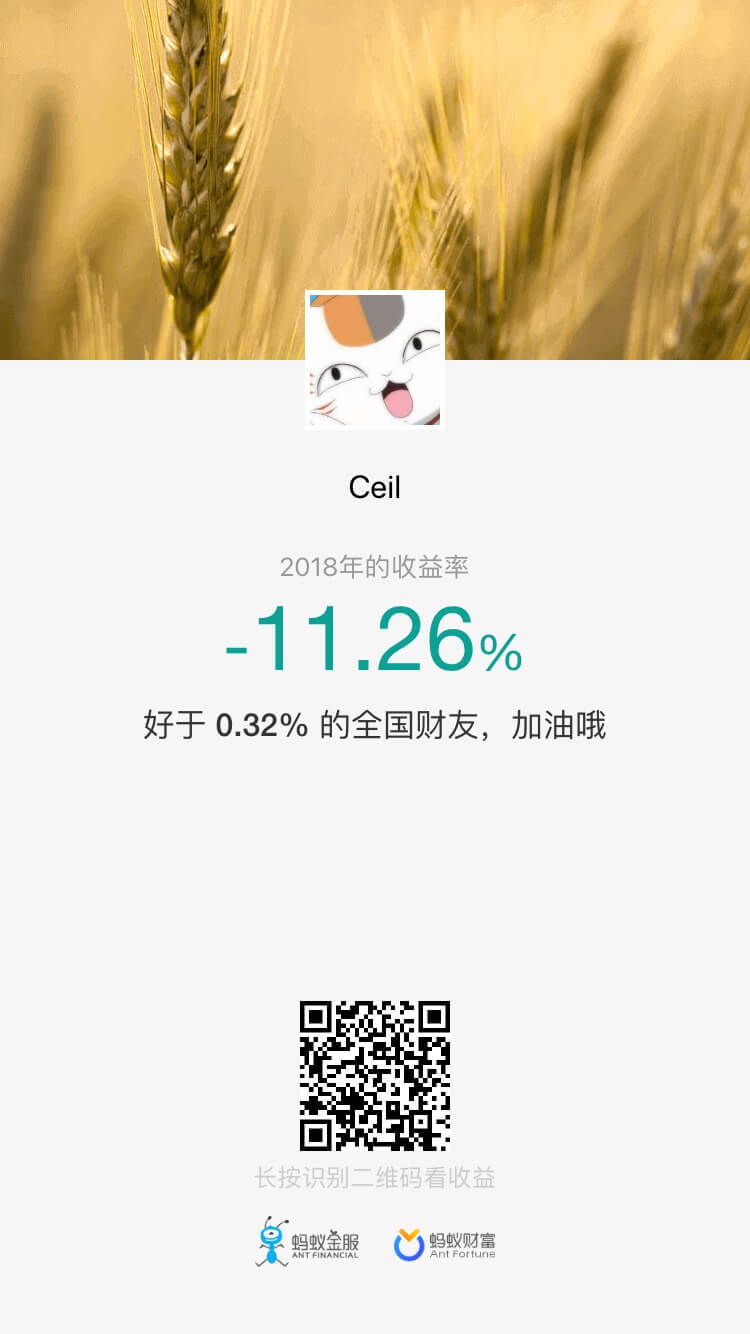 Ceil
2018年的收益率
-11.26%
好于 0.32% 的全国财友，加油哦
长按识别二维码看收益
蚂蚁金服
ANT FINANCIAL
蚂蚁财富
Ant Fortune